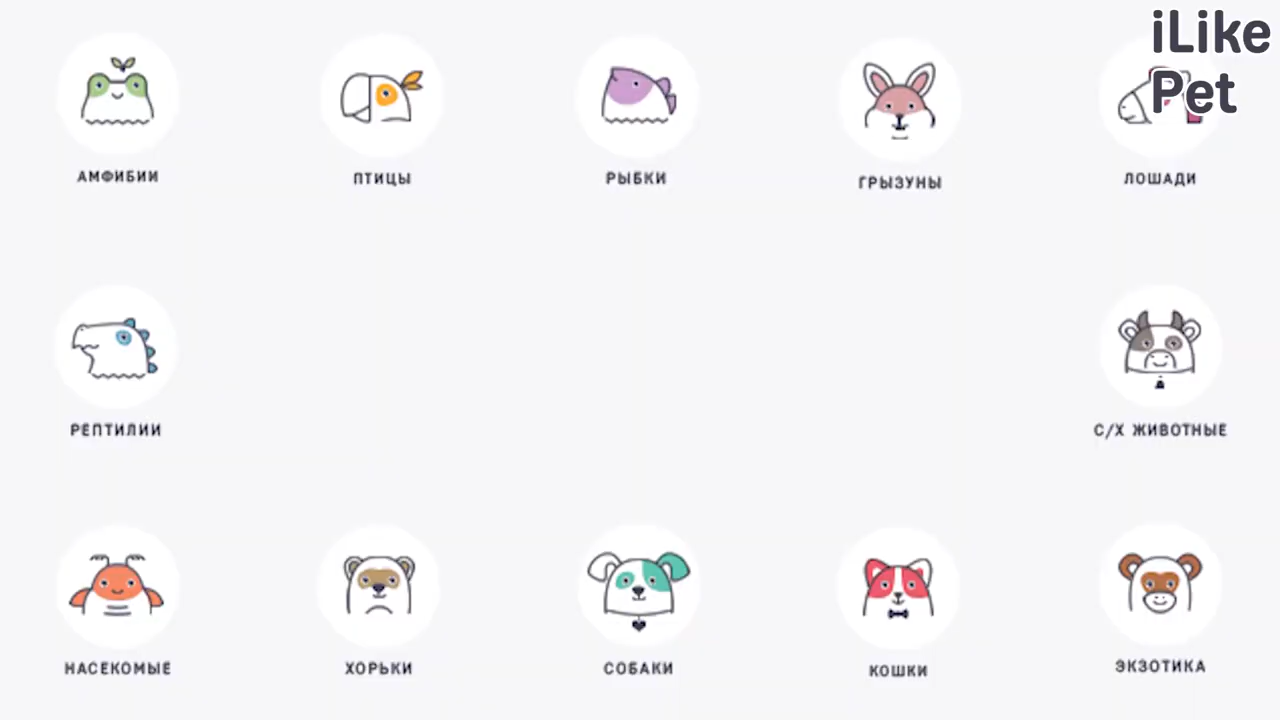 iLike
Pet
АМФИБИИ
ПТИЦЫ
РЫБКИ
ГРЫЗУНЫ
ЛОШАДИ
РЕПТИЛИИ
С/Х ЖИВОТНЫЕ
НАСЕКОМЫЕ
ХОРЬКИ
СОБАКИ
КОШКИ
ЭКЗОТИКА